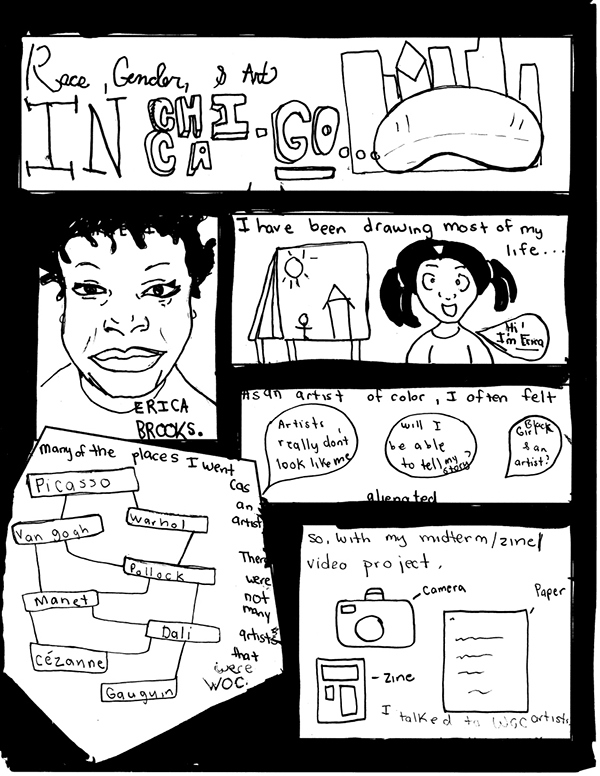 Race, Gender, & Art
IN CHICA-GO...
ERICA
BROOKS.
I have been drawing most of my
life...
Hi!
I'm Erica
As an artist of color, I often felt
Artists
really don't
look like me
Will I
be able
to tell my
story?
Black
Girl
& an
artist?
alienated
many of the places I went
(as
an
artist
There
were
not
many
artists
that
were
WOC.
Picasso
Warhol
Van gogh
Pollock
Manet
Dali
Cézanne
Gauguin
So, with my midterm/zine/
video project,
Camera
Paper
- zine
I talked to WOC artists